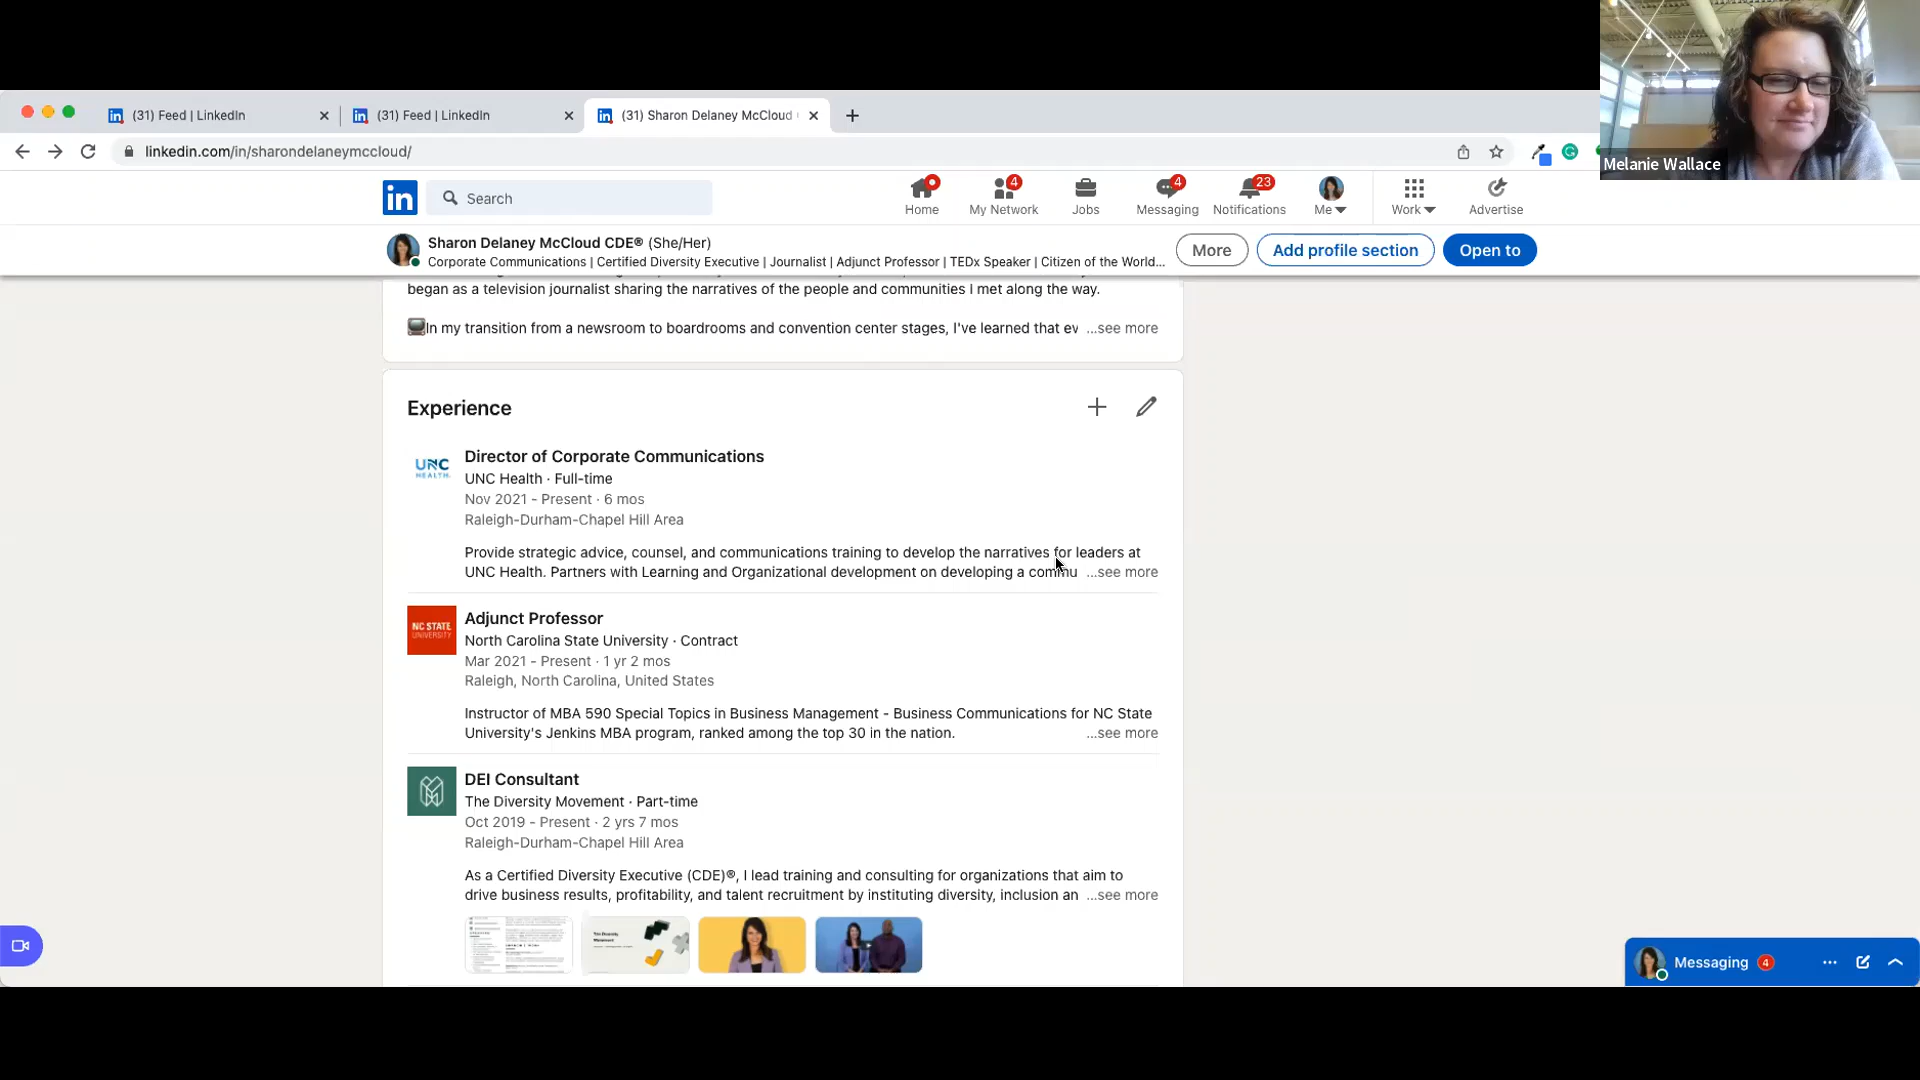 Melanie Wallace
(31) Feed | LinkedIn
(31) Feed | LinkedIn
(31) Sharon Delaney McCloud
linkedin.com/in/sharondelaneymccloud/
in
Search
Home
4
My Network
Jobs
4
Messaging
23
Notifications
Me
Work
Advertise
Sharon Delaney McCloud CDE® (She/Her)
Corporate Communications | Certified Diversity Executive | Journalist | Adjunct Professor | TEDx Speaker | Citizen of the World...
More
Add profile section
Open to
began as a television journalist sharing the narratives of the people and communities I met along the way.
In my transition from a newsroom to boardrooms and convention center stages, I've learned that ev ...see more
Experience
UNC
HEALTH
Director of Corporate Communications
UNC Health · Full-time
Nov 2021 - Present · 6 mos
Raleigh-Durham-Chapel Hill Area
Provide strategic advice, counsel, and communications training to develop the narratives for leaders at
UNC Health. Partners with Learning and Organizational development on developing a commu ...see more
NC STATE
UNIVERSITY
Adjunct Professor
North Carolina State University · Contract
Mar 2021 - Present · 1 yr 2 mos
Raleigh, North Carolina, United States
Instructor of MBA 590 Special Topics in Business Management - Business Communications for NC State
University's Jenkins MBA program, ranked among the top 30 in the nation. ...see more
DEI Consultant
The Diversity Movement · Part-time
Oct 2019 - Present · 2 yrs 7 mos
Raleigh-Durham-Chapel Hill Area
As a Certified Diversity Executive (CDE)®, I lead training and consulting for organizations that aim to
drive business results, profitability, and talent recruitment by instituting diversity, inclusion an ...see more
Messaging 4